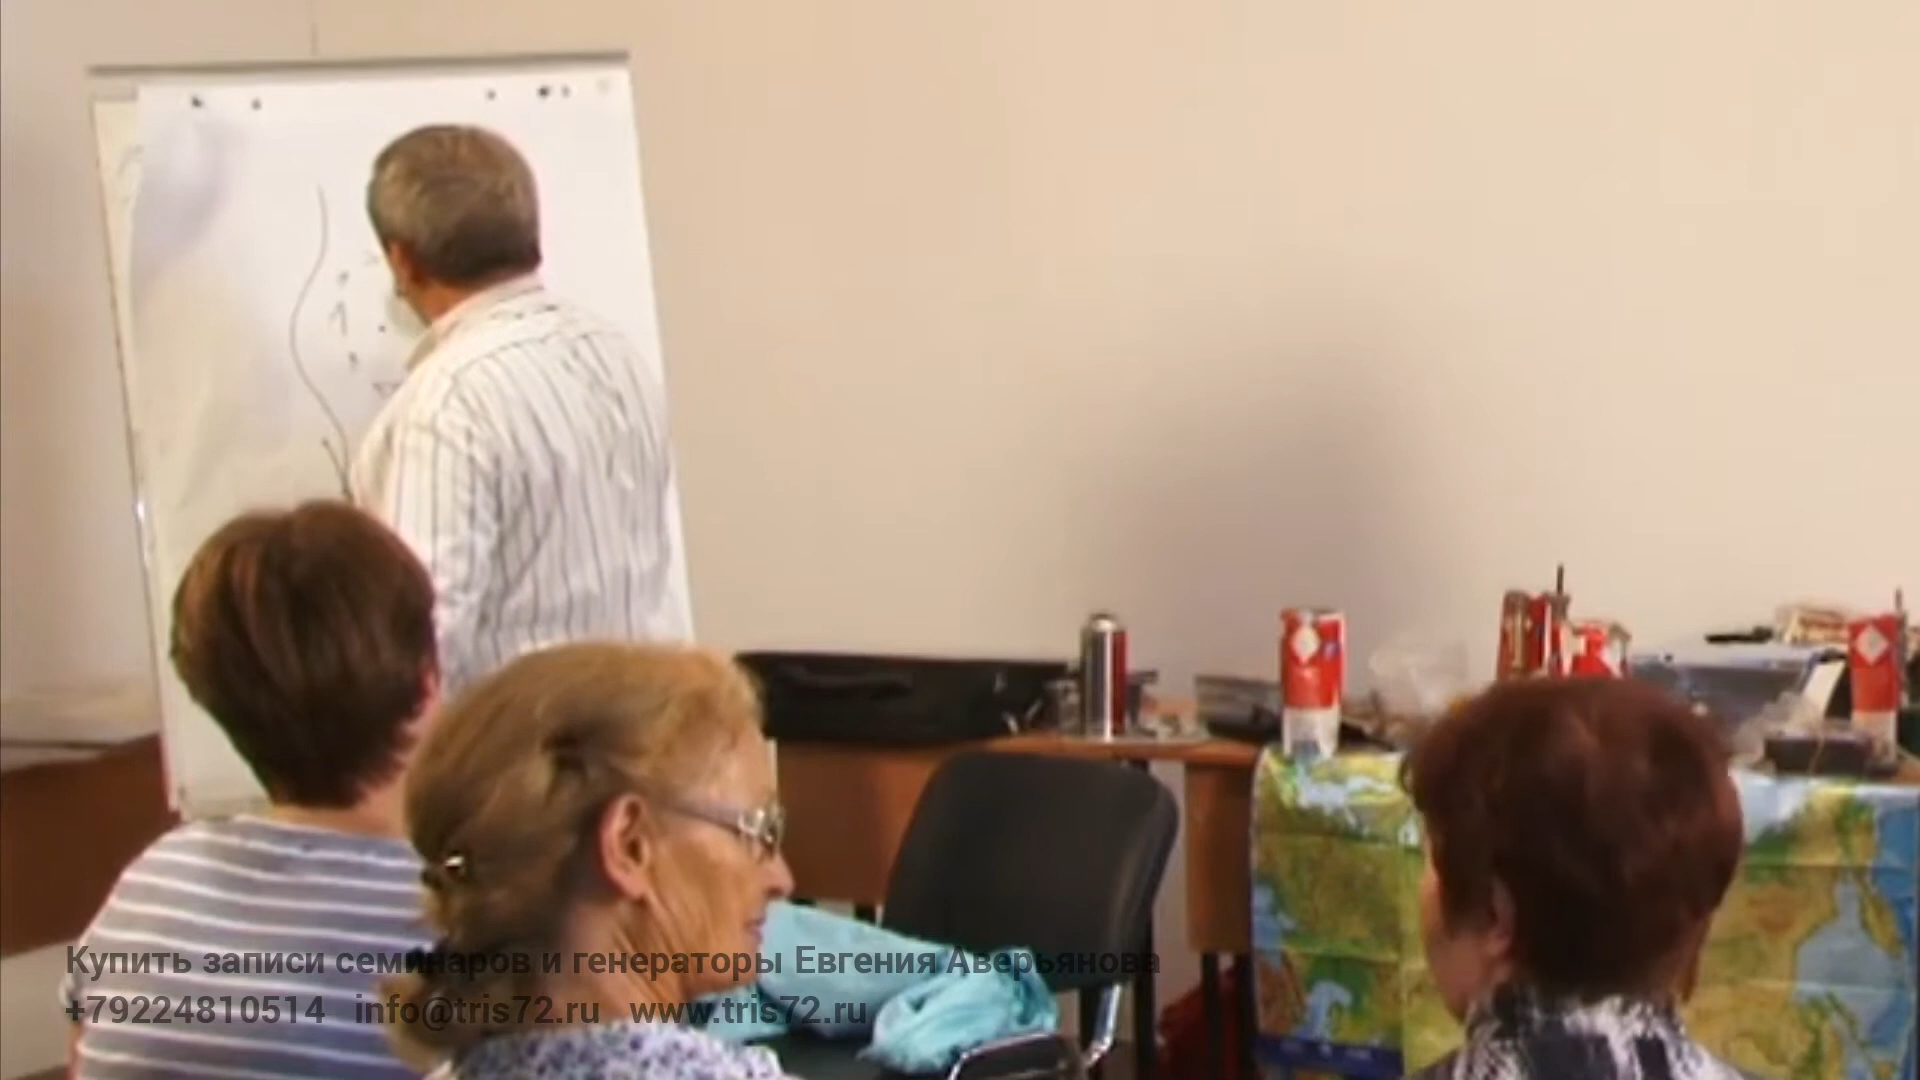 Купить записи семинаров и генераторы Евгения Аверьянова
+79224810514 info@tris72.ru www.tris72.ru